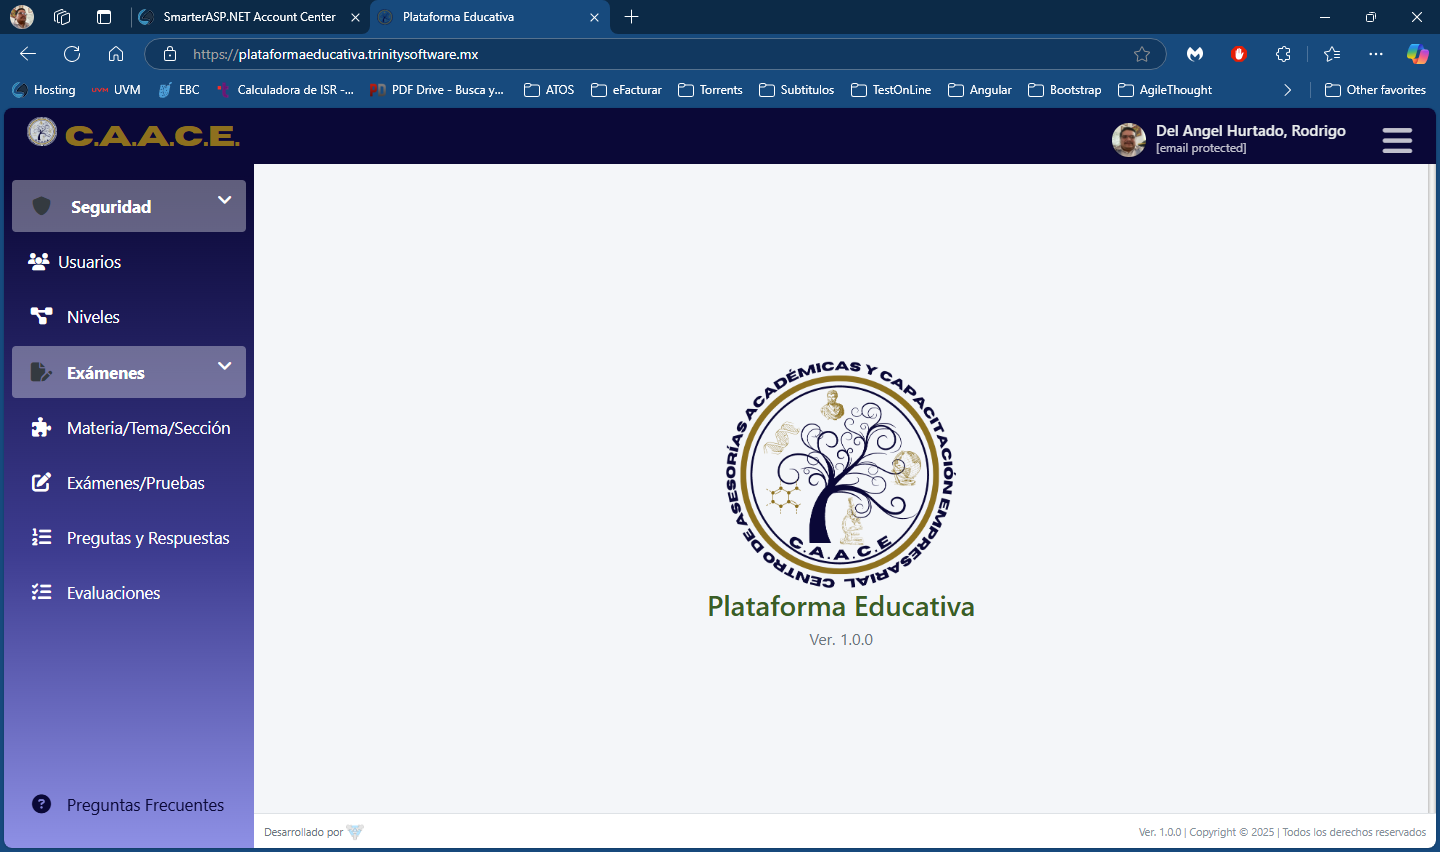 SmarterASP.NET Account Center
Plataforma Educativa
https://plataformaeducativa.trinitysoftware.mx
Hosting
UVM UVM
EBC
Calculadora de ISR -...
PDF Drive - Busca y...
ATOS
eFacturar
Torrents
Subtitulos
TestOnLine
Angular
Bootstrap
AgileThought
Other favorites
C.A.A.C.E.
Del Angel Hurtado, Rodrigo
[email protected]
Seguridad
Usuarios
Niveles
Exámenes
Materia/Tema/Sección
Exámenes/Pruebas
Pregutas y Respuestas
Evaluaciones
Preguntas Frecuentes
CENTRO DE ASESORÍAS ACADÉMICAS Y CAPACITACIÓN EMPRESARIAL
C.A.A.C.E
Plataforma Educativa
Ver. 1.0.0
Desarrollado por
Ver. 1.0.0 | Copyright © 2025 | Todos los derechos reservados